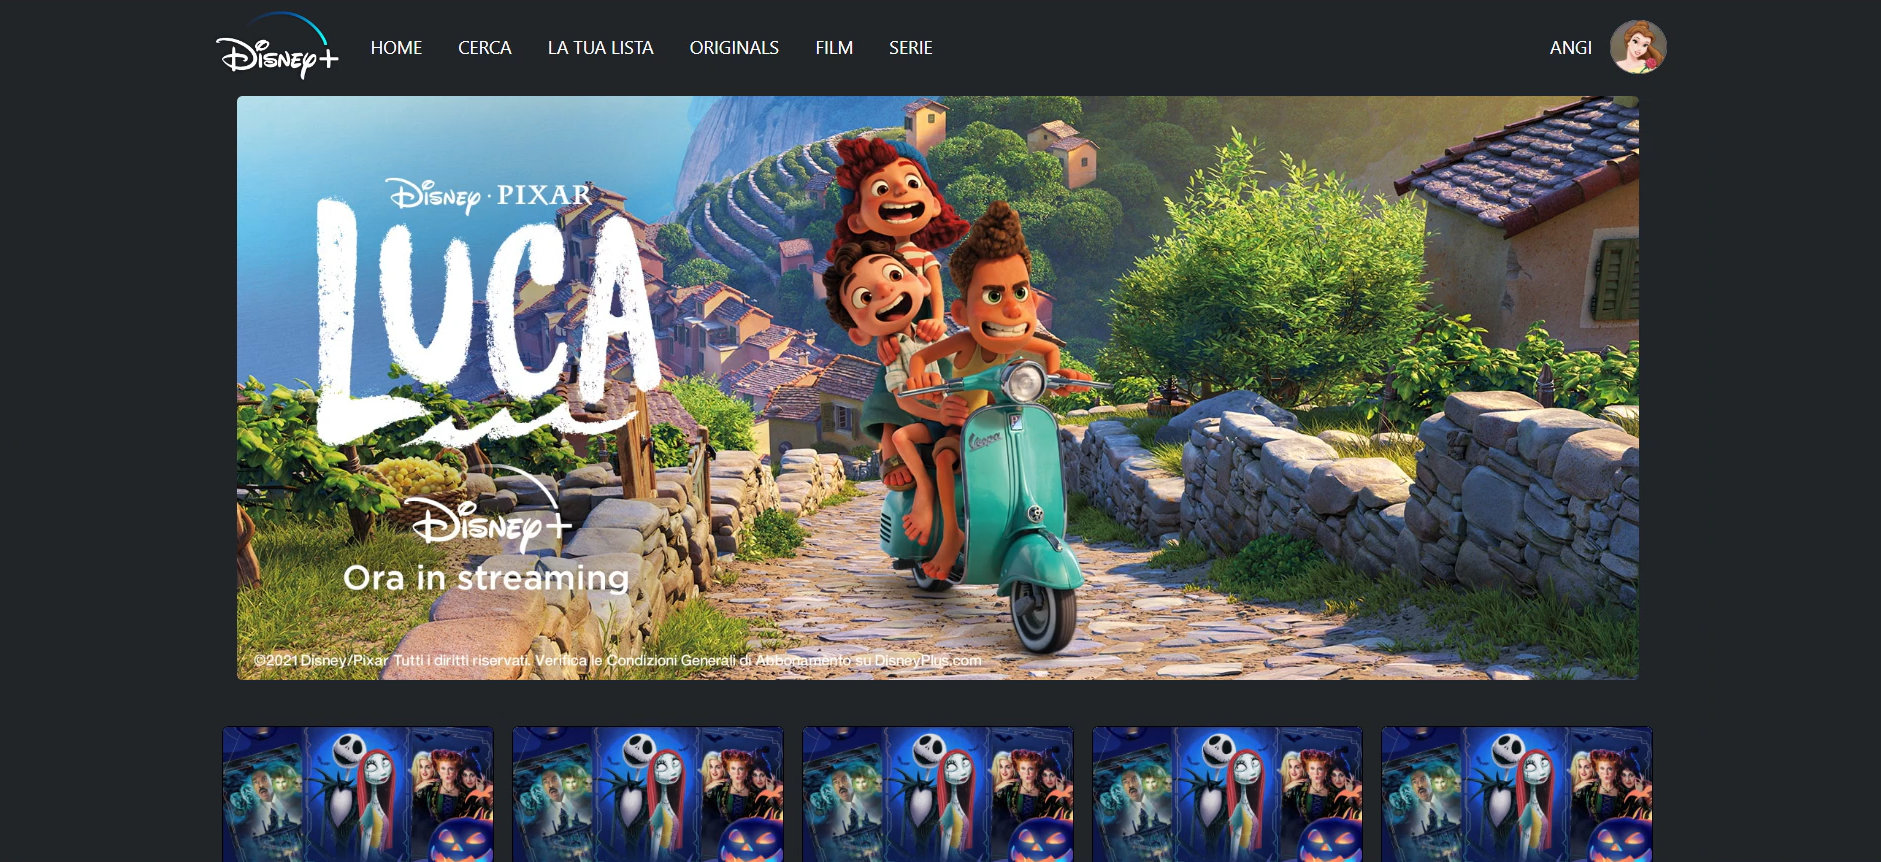 Disney+ HOME CERCA LA TUA LISTA ORIGINALS FILM SERIE ANGI
Disney · PIXAR
LUCA
Vespa
Disney+
Ora in streaming
©2021 Disney/Pixar Tutti i diritti riservati. Verifica le Condizioni Generali di Abbonamento su DisneyPlus.com